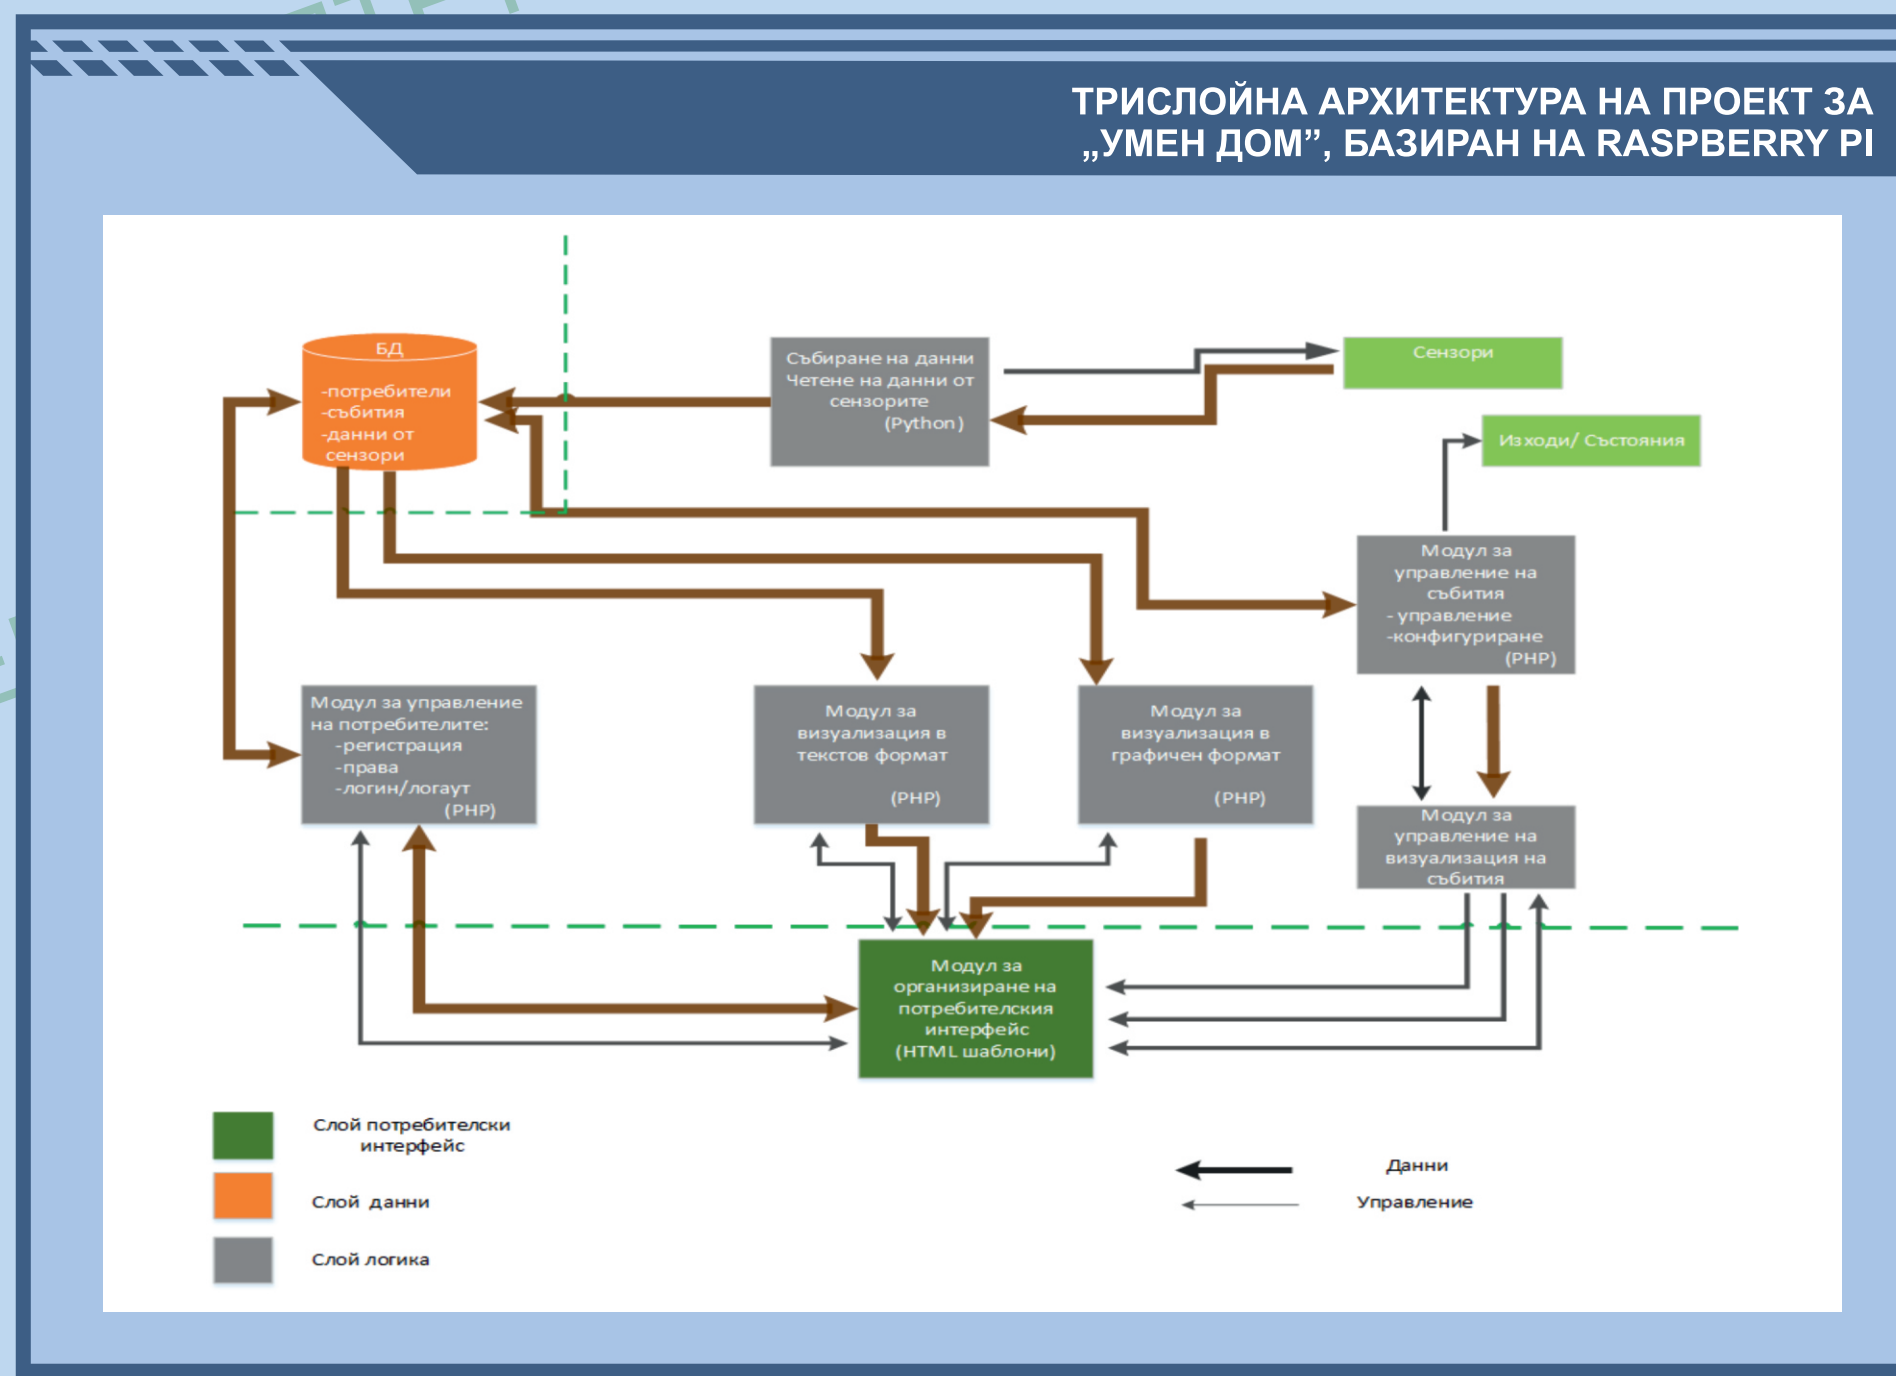 ТРИСЛОЙНА АРХИТЕКТУРА НА ПРОЕКТ ЗА
„УМЕН ДОМ”, БАЗИРАН НА RASPBERRY PI
БД
-потребители
-събития
-данни от
сензори
Събиране на данни
Четене на данни от
сензорите
(Python)
Сензори
Изходи/ Състояния
Модул за
управление на
събития
- управление
-конфигуриране
(PHP)
Модул за управление
на потребителите:
-регистрация
-права
-логин/логаут
(PHP)
Модул за
визуализация в
текстов формат
(PHP)
Модул за
визуализация в
графичен формат
(PHP)
Модул за
управление на
визуализация на
събития
Модул за
организиране на
потребителския
интерфейс
(HTML шаблони)
Слой потребителски
интерфейс
Слой данни
Слой логика
Данни
Управление